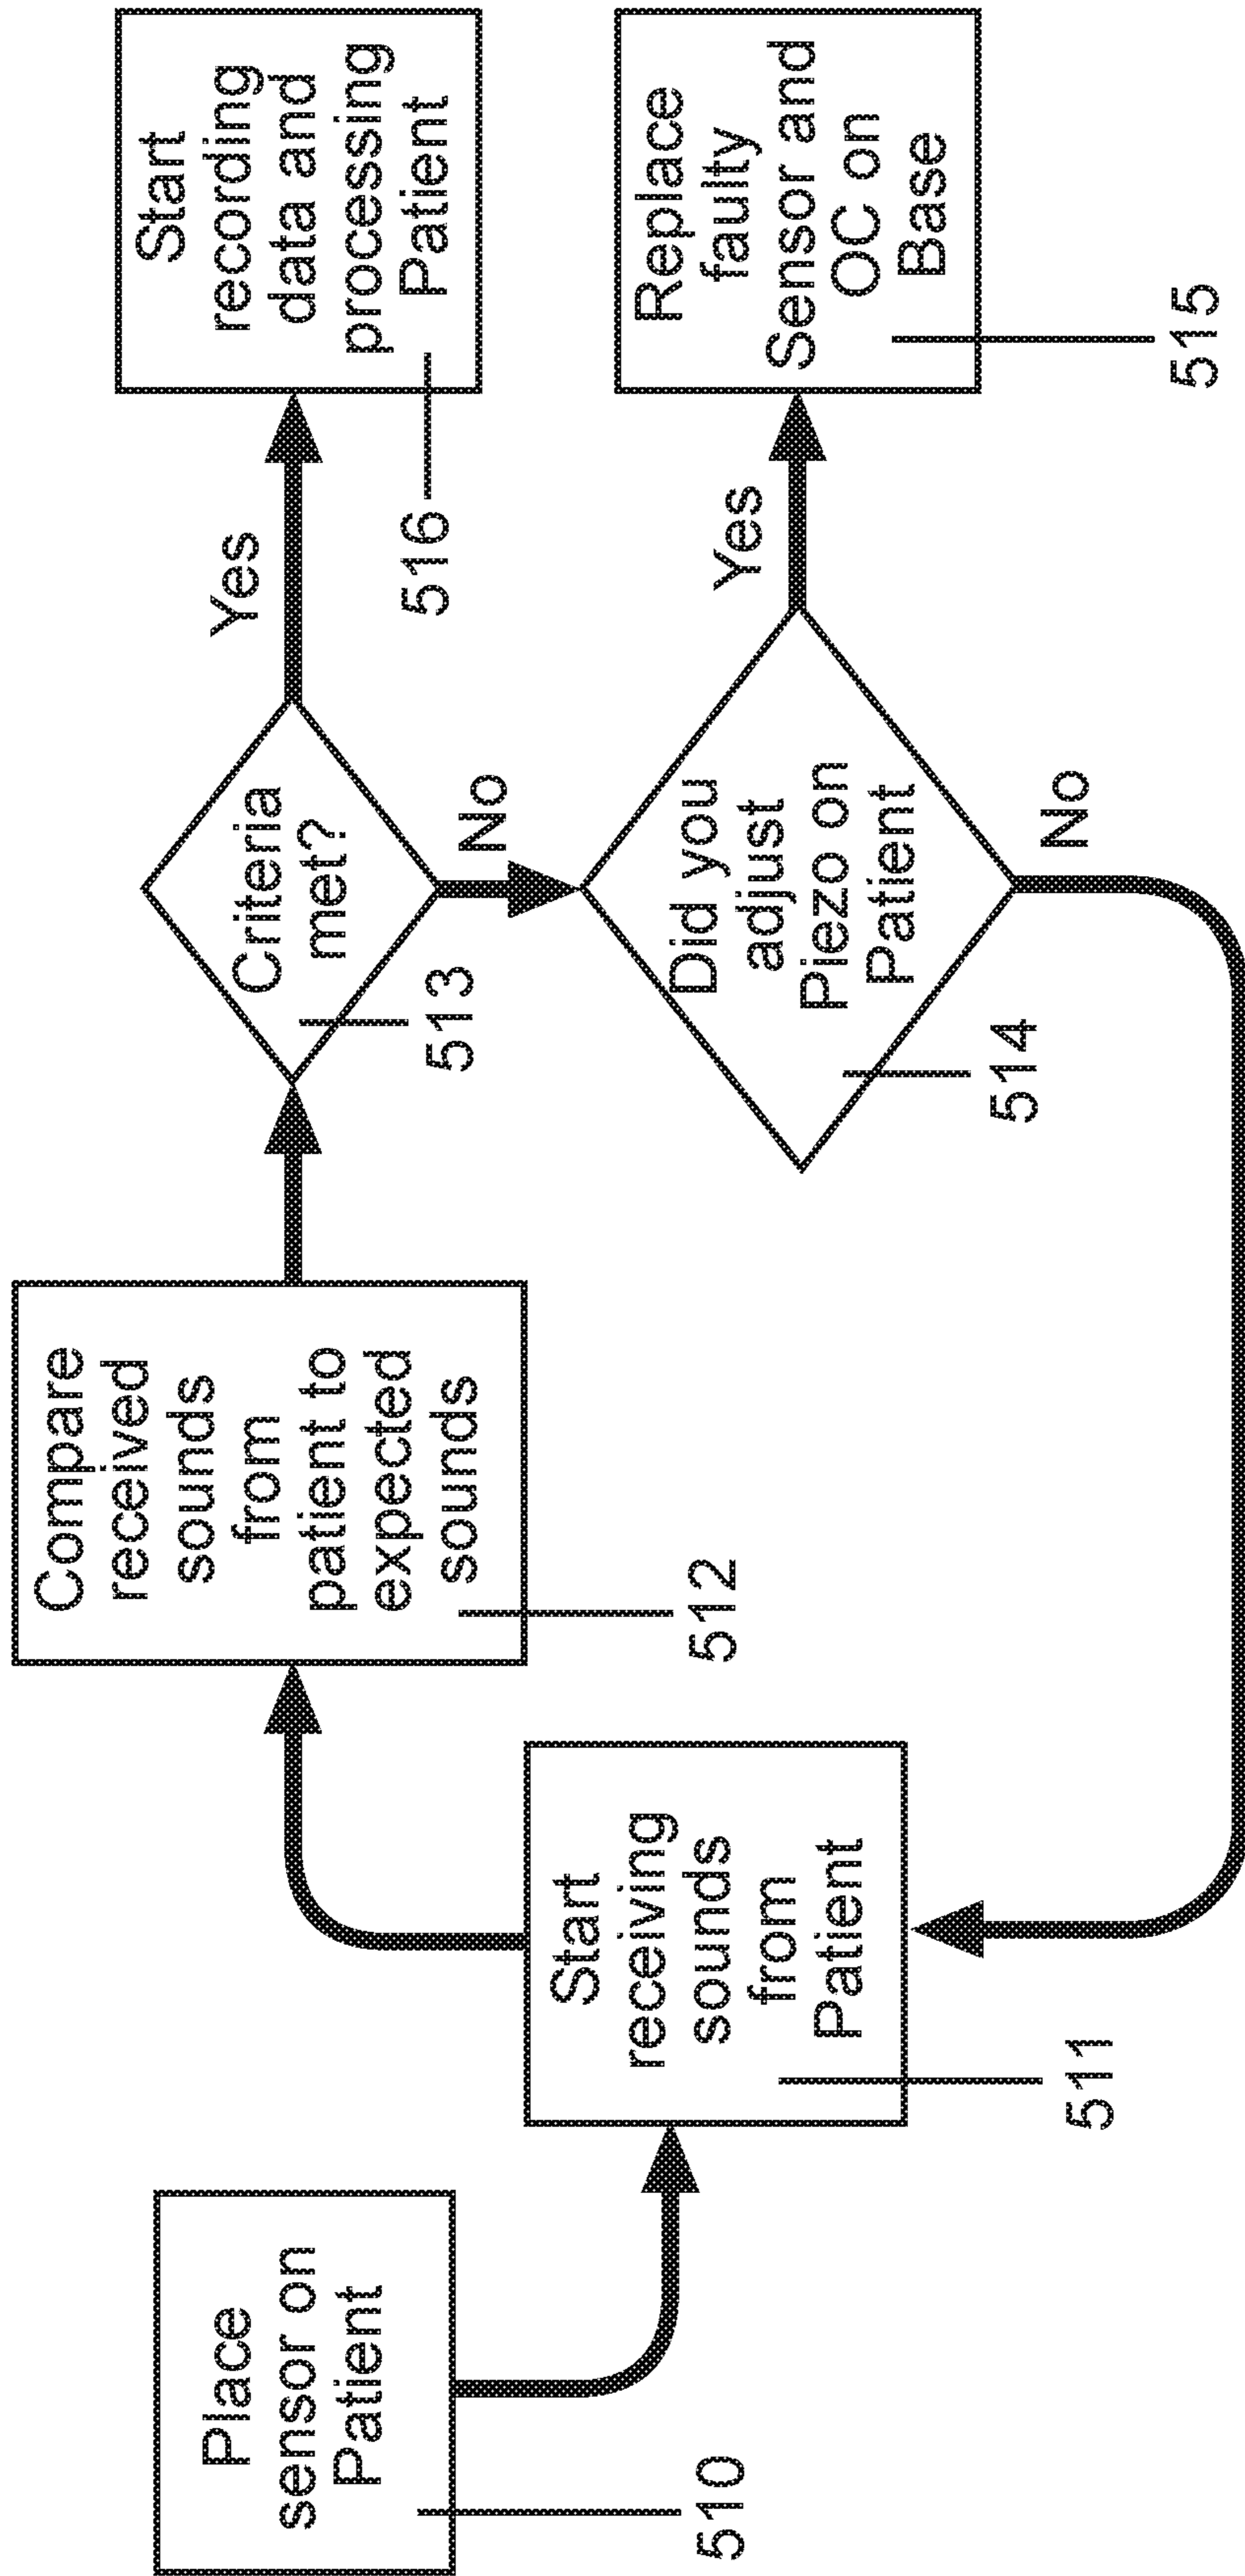 Place
sensor on
Patient
510
Start
receiving
sounds
from
Patient
511
Compare
received
sounds
from
patient to
expected
sounds
512
Criteria
met?
513
Yes
No
Start
recording
data and
processing
Patient
516
Did you
adjust
Piezo on
Patient
514
Yes
No
Replace
faulty
Sensor and
OC on
Base
515